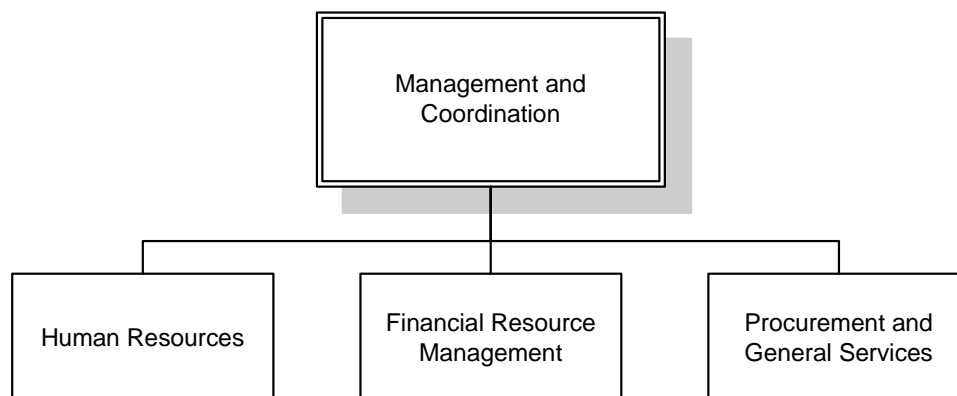 Management and
Coordination
Human Resources
Financial Resource
Management
Procurement and
General Services